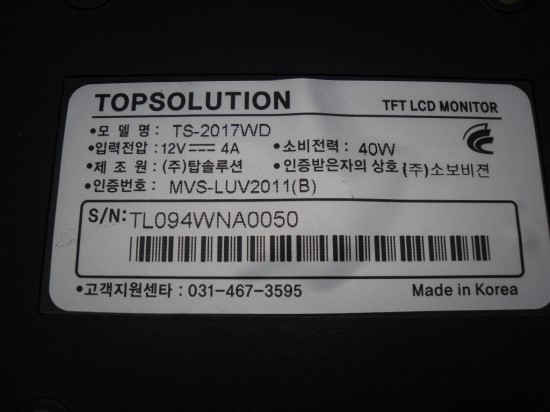 TOPSOLUTION TFT LCD MONITOR
•모 델 명: TS-2017WD
•입력전압: 12V⎓ 4A •소비전력: 40W
•제 조 원: (주)탑솔루션 •인증받은자의 상호 (주)소보비젼
•인증번호: MVS-LUV2011(B)
S/N: TL094WNA0050
•고객지원센타: 031-467-3595 Made in Korea